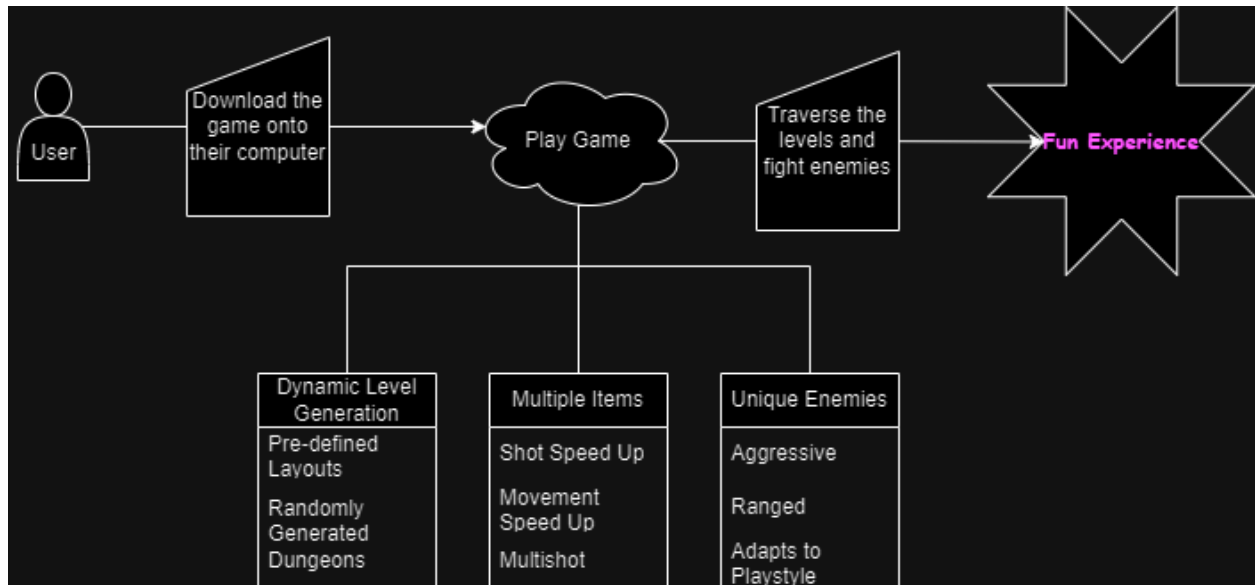 User
Download the
game onto
their computer
Play Game
Traverse the
levels and
fight enemies
Fun Experience
Dynamic Level
Generation
Pre-defined
Layouts
Randomly
Generated
Dungeons
Multiple Items
Shot Speed Up
Movement
Speed Up
Multishot
Unique Enemies
Aggressive
Ranged
Adapts to
Playstyle